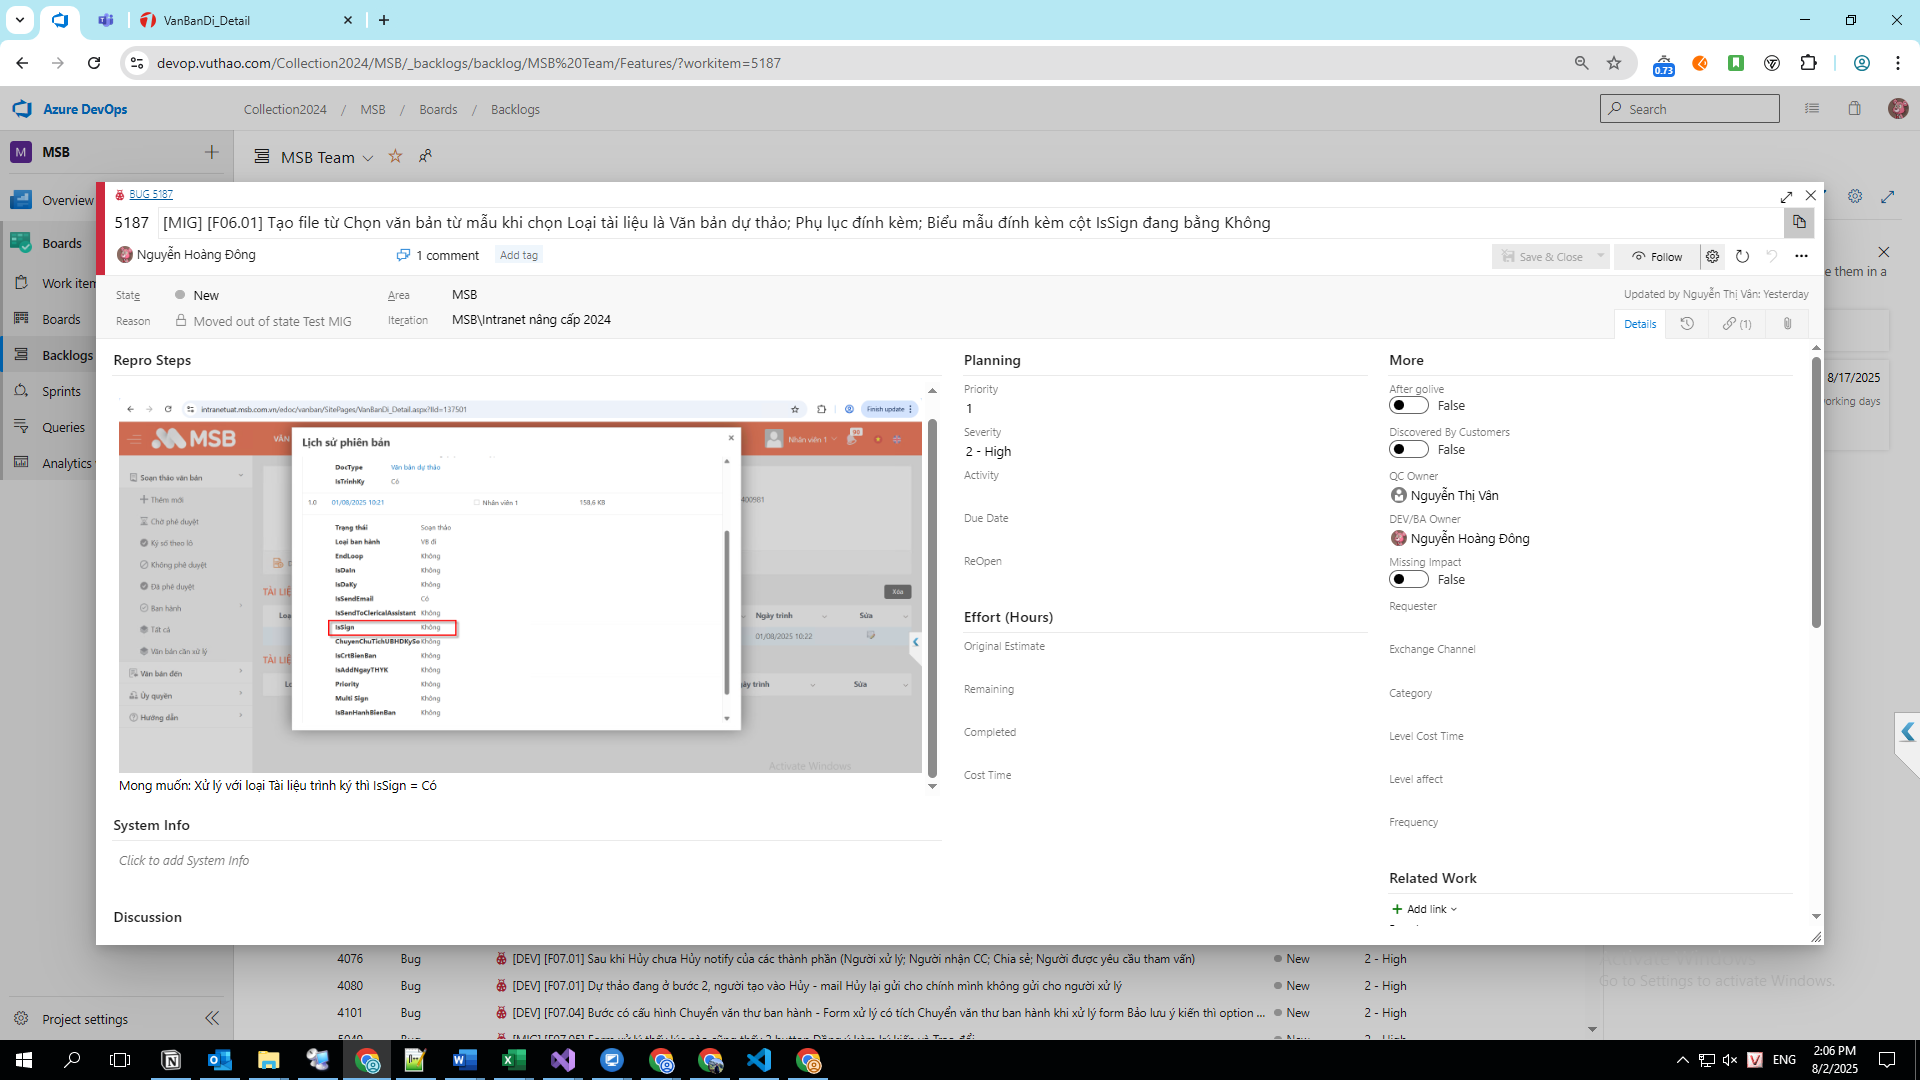 VanBanDi_Detail
devop.vuthao.com/Collection2024/MSB/_backlogs/backlog/MSB%20Team/Features/?workitem=5187
0.73
Azure DevOps
Collection2024 / MSB / Boards / Backlogs
Search
M MSB
MSB Team
Overview
Boards
Work item
Boards
Backlogs
Sprints
Queries
Analytics
Project settings
BUG 5187
5187 [MIG] [F06.01] Tạo file từ Chọn văn bản từ mẫu khi chọn Loại tài liệu là Văn bản dự thảo; Phụ lục đính kèm; Biểu mẫu đính kèm cột IsSign đang bằng Không
Nguyễn Hoàng Đông
1 comment
Add tag
Save & Close
Follow
State New
Area MSB
Updated by Nguyễn Thị Vân: Yesterday
Reason Moved out of state Test MIG
Iteration MSB\Intranet nâng cấp 2024
Details
(1)
Repro Steps
intranetuat.msb.com.vn/edoc/vanban/SitePages/VanBanDi_Detail.aspx?IId=137501
Finish update
MSB
VĂN
Nhân viên 1
Soạn thảo văn bản
Thêm mới
Chờ phê duyệt
Ký số theo lô
Không phê duyệt
Đã phê duyệt
Ban hành
Tất cả
Văn bản cần xử lý
Văn bản đến
Ủy quyền
Hướng dẫn
Lịch sử phiên bản
DocType Văn bản dự thảo
IsTrinhKy Có
1.0 01/08/2025 10:21 Nhân viên 1 158.6 KB
Trạng thái Soạn thảo
Loại ban hành VB đi
EndLoop Không
IsDaIn Không
IsDaKy Không
IsSendEmail Có
IsSendToClericalAssistant Không
IsSign Không
ChuyenChuTichUBHDKySo Không
IsCrtBienBan Không
IsAddNgayTHYK Không
Priority Không
Multi Sign Không
IsBanHanhBienBan Không
400981
Xóa
TÀI LIỆ
Loạ
Ngày trình
Sửa
01/08/2025 10:22
TÀI LIỆ
Lo
gày trình
Sửa
Activate Windows
Mong muốn: Xử lý với loại Tài liệu trình ký thì IsSign = Có
System Info
Click to add System Info
Discussion
Planning
Priority
1
Severity
2 - High
Activity
Due Date
ReOpen
Effort (Hours)
Original Estimate
Remaining
Completed
Cost Time
More
After golive
False
Discovered By Customers
False
QC Owner
Nguyễn Thị Vân
DEV/BA Owner
Nguyễn Hoàng Đông
Missing Impact
False
Requester
Exchange Channel
Category
Level Cost Time
Level affect
Frequency
Related Work
Add link
e them in a
8/17/2025
orking days
4076 Bug [DEV] [F07.01] Sau khi Hủy chưa Hủy notify của các thành phần (Người xử lý; Người nhận CC; Chia sẻ; Người được yêu cầu tham vấn) New 2 - High
4080 Bug [DEV] [F07.01] Dự thảo đang ở bước 2, người tạo vào Hủy - mail Hủy lại gửi cho chính mình không gửi cho người xử lý New 2 - High
4101 Bug [DEV] [F07.04] Bước có cấu hình Chuyển văn thư ban hành - Form xử lý có tích Chuyển văn thư ban hành khi xử lý form Bảo lưu ý kiến thì option ... New 2 - High
Activate Windows
Go to Settings to activate Windows.
ENG
2:06 PM
8/2/2025